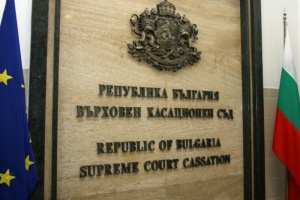 РЕПУБЛИКА БЪЛГАРИЯ
ВЪРХОВЕН КАСАЦИОНЕН СЪД
REPUBLIC OF BULGARIA
SUPREME COURT CASSATION